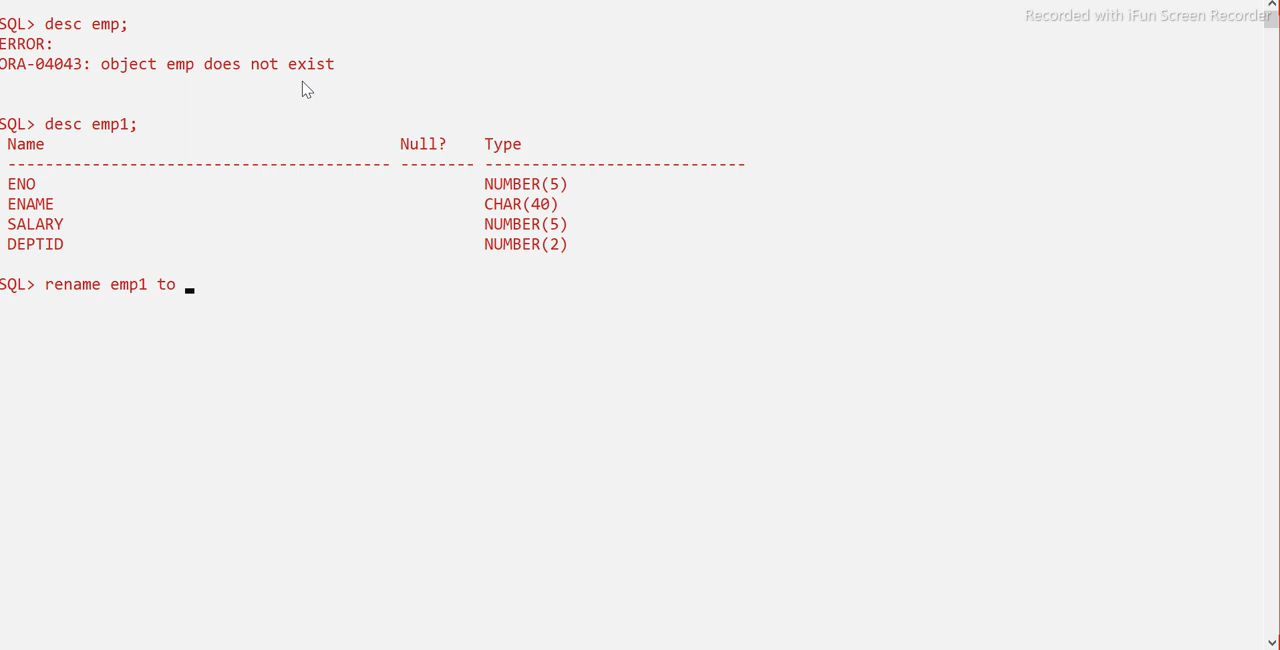 Recorded with iFun Screen Recorder
SQL> desc emp;
ERROR:
ORA-04043: object emp does not exist
SQL> desc emp1;
Name Null? Type
----------------------------------------- -------- ----------------------------
ENO NUMBER(5)
ENAME CHAR(40)
SALARY NUMBER(5)
DEPTID NUMBER(2)
SQL> rename emp1 to